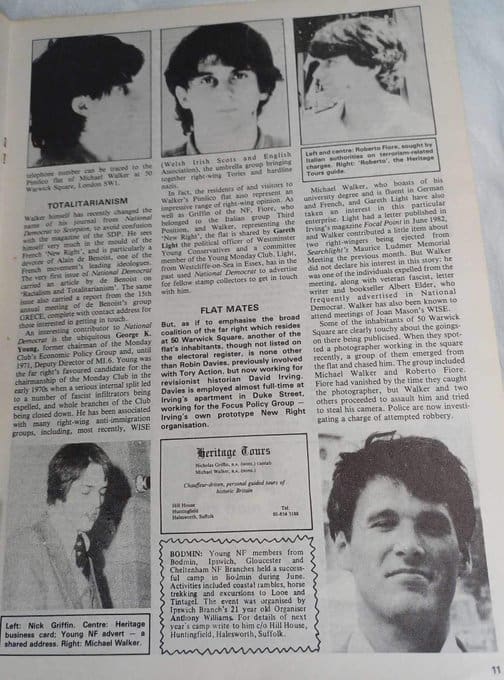 telephone number can be traced to the
Pimlico flat of Michael Walker at 50
Warwick Square, London SW1.
TOTALITARIANISM
Walker himself has recently changed the
name of his journal from National
Democrat to Scorpion, to avoid confusion
with the magazine of the SDP. He sees
himself very much in the mould of the
French 'New Right', and is particularly a
devotee of Alain de Benoist, one of the
French movement's leading ideologues.
The very first issue of National Democrat
carried an article by de Benoist on
'Racialism and Totalitarianism'. The same
issue also carried a report from the 15th
annual meeting of de Benoist's group
GRECE, complete with contact address for
those interested in getting in touch.
An interesting contributor to National
Democrat is the ubiquitous George K.
Young, former chairman of the Monday
Club's Economic Policy Group and, until
1971, Deputy Director of MI.6. Young was
the far right's favoured candidate for the
chairmanship of the Monday Club in the
early 1970s when a serious internal split led
to a number of fascist infiltrators being
expelled, and whole branches of the Club
being closed down. He has been associated
with many right-wing anti-immigration
groups, including, most recently, WISE
(Welsh Irish Scots and English
Association), the umbrella group bringing
together right-wing Tories and hardline
nazis.
In fact, the residents of and visitors to
Walker's Pimlico flat also represent an
impressive range of right-wing opinion. As
well as Griffin of the NF, Fiore, who
belonged to the Italian group Third
Position, and Walker, representing the
'New Right', the flat is shared by Gareth
Light the political officer of Westminster
Young Conservatives and a committee
member of the Young Monday Club. Light,
from Westcliffe-on-Sea in Essex, has in the
past used National Democrat to advertise
for fellow stamp collectors to get in touch
with him.
FLAT MATES
But, as if to emphasise the broad
coalition of the far right which resides
at 50 Warwick Square, another of the
flat's inhabitants, though not listed on
the electoral register, is none other
than Robin Davies, previously involved
with Tory Action, but now working for
revisionist historian David Irving.
Davies is employed almost full-time at
Irving's apartment in Duke Street,
working for the Focus Policy Group —
Irving's own prototype New Right
organisation.
Left and centre: Roberto Fiore, sought by
Italian authorities on terrorism-related
charges. Right: 'Roberto', the Heritage
Tours guide.
Michael Walker, who boasts of his
university degree and is fluent in German
and French, and Gareth Light have also
taken an interest in this particular
enterprise. Light had a letter published in
Irving's magazine Focal Point in June 1982,
and Walker contributed a little item about
two right-wingers being ejected from
Searchlight's Maurice Ludmer Memorial
Meeting the previous month. But Walker
did not declare his interest in this story: he
was one of the individuals expelled from the
meeting, along with veteran fascist, letter
writer and bookseller Albert Elder, who
frequently advertised in National
Democrat. Walker has also been known to
attend meetings of Joan Mason's WISE.
Some of the inhabitants of 50 Warwick
Square are clearly touchy about the goings-
on there being publicised. When they spot-
ted a photographer working in the square
recently, a group of them emerged from
the flat and chased him. The group included
Michael Walker and Roberto Fiore.
Fiore had vanished by the time they caught
the photographer, but Walker and two
others proceeded to assault him and tried
to steal his camera. Police are now investi-
gating a charge of attempted robbery.
Heritage Tours
Nicholas Griffin, B.A. (HONS.) cantab
Michael Walker, B.A. (HONS.)
Chauffeur-driven, personal guided tours of
historic Britain
Hill House
Huntingfield
Halesworth, Suffolk
Tel.
BODMIN: Young NF members from
Bodmin, Ipswich, Gloucester and
Cheltenham NF Branches held a success-
ful camp in Bodmin during June.
Activities included coastal rambles, horse
trekking and excursions to Looe and
Tintagel. The event was organised by
Ipswich Branch's 21 year old Organiser
Anthony Williams. For details of next
year's camp write to him c/o Hill House,
Huntingfield, Halesworth, Suffolk.
Left: Nick Griffin. Centre: Heritage
business card; Young NF advert — a
shared address. Right: Michael Walker.
11